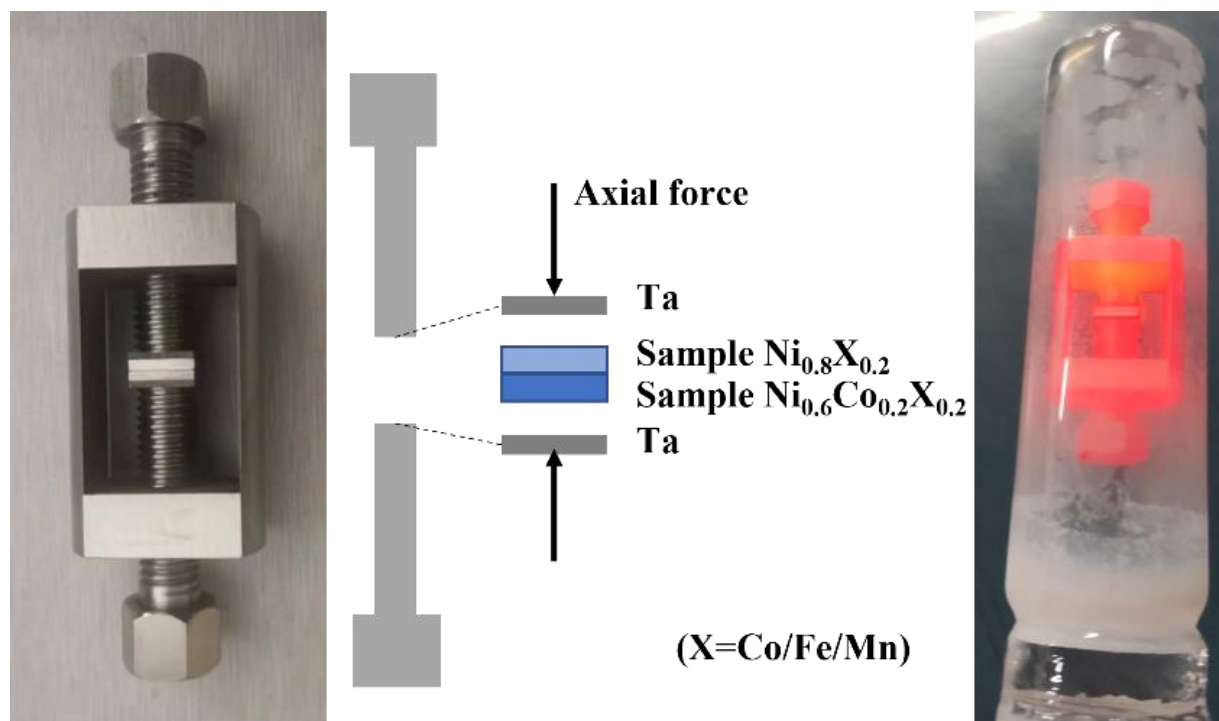 Axial force
Ta
Sample Ni₀.₈X₀.₂
Sample Ni₀.₆Co₀.₂X₀.₂
Ta
(X=Co/Fe/Mn)